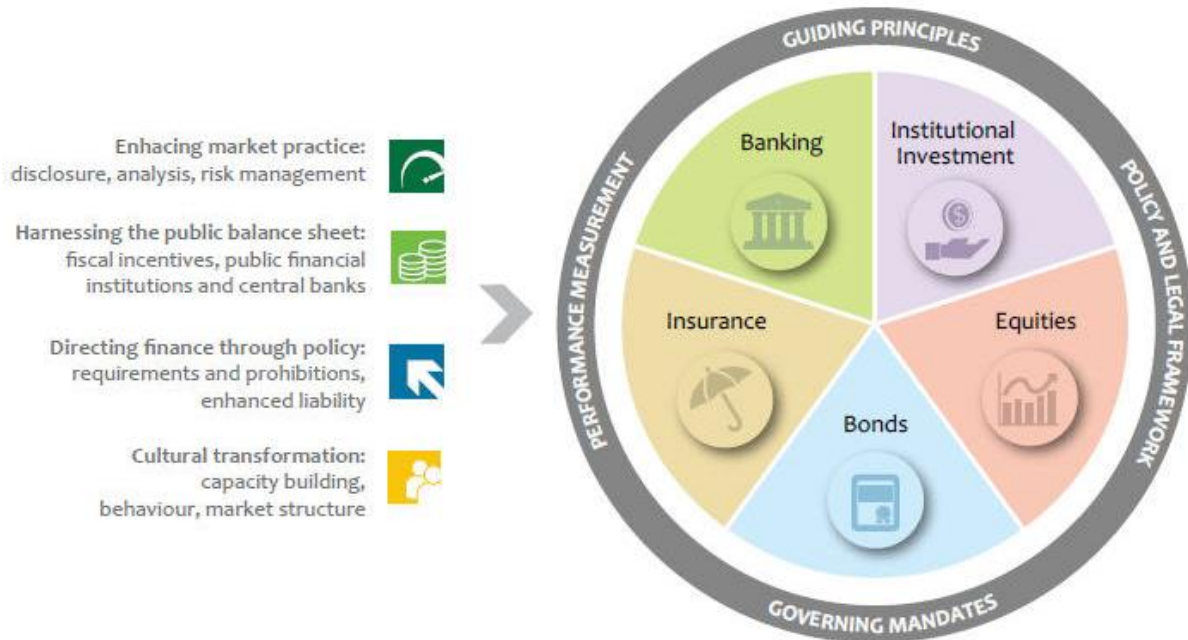 Enhacing market practice:
disclosure, analysis, risk management
Harnessing the public balance sheet:
fiscal incentives, public financial
institutions and central banks
Directing finance through policy:
requirements and prohibitions,
enhanced liability
Cultural transformation:
capacity building,
behaviour, market structure
GUIDING PRINCIPLES
POLICY AND LEGAL FRAMEWORK
GOVERNING MANDATES
PERFORMANCE MEASUREMENT
Banking
Institutional
Investment
$
Insurance
Equities
Bonds